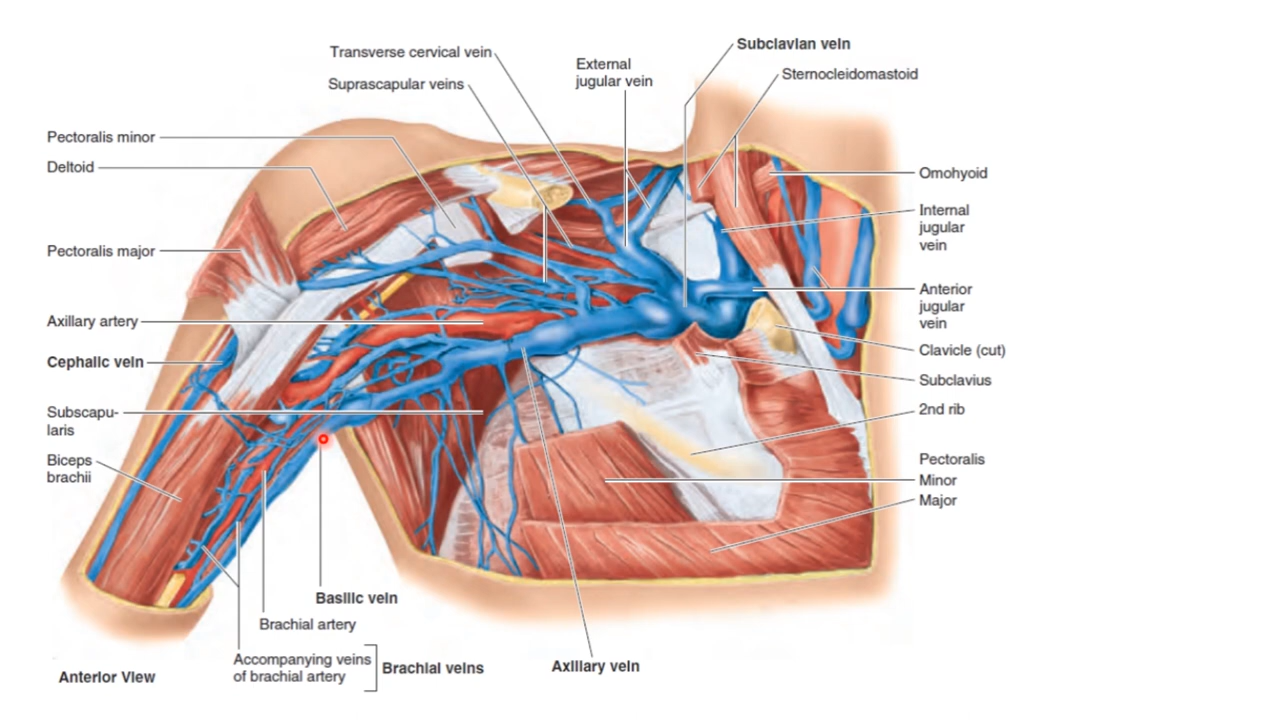 Transverse cervical vein
Suprascapular veins
External
jugular vein
Subclavian vein
Sternocleidomastoid
Pectoralis minor
Deltoid
Pectoralis major
Axillary artery
Cephalic vein
Subscapu-
laris
Biceps
brachii
Omohyoid
Internal
jugular
vein
Anterior
jugular
vein
Clavicle (cut)
Subclavius
2nd rib
Pectoralis
Minor
Major
Basilic vein
Brachial artery
Accompanying veins
of brachial artery
Brachial veins
Axillary vein
Anterior View